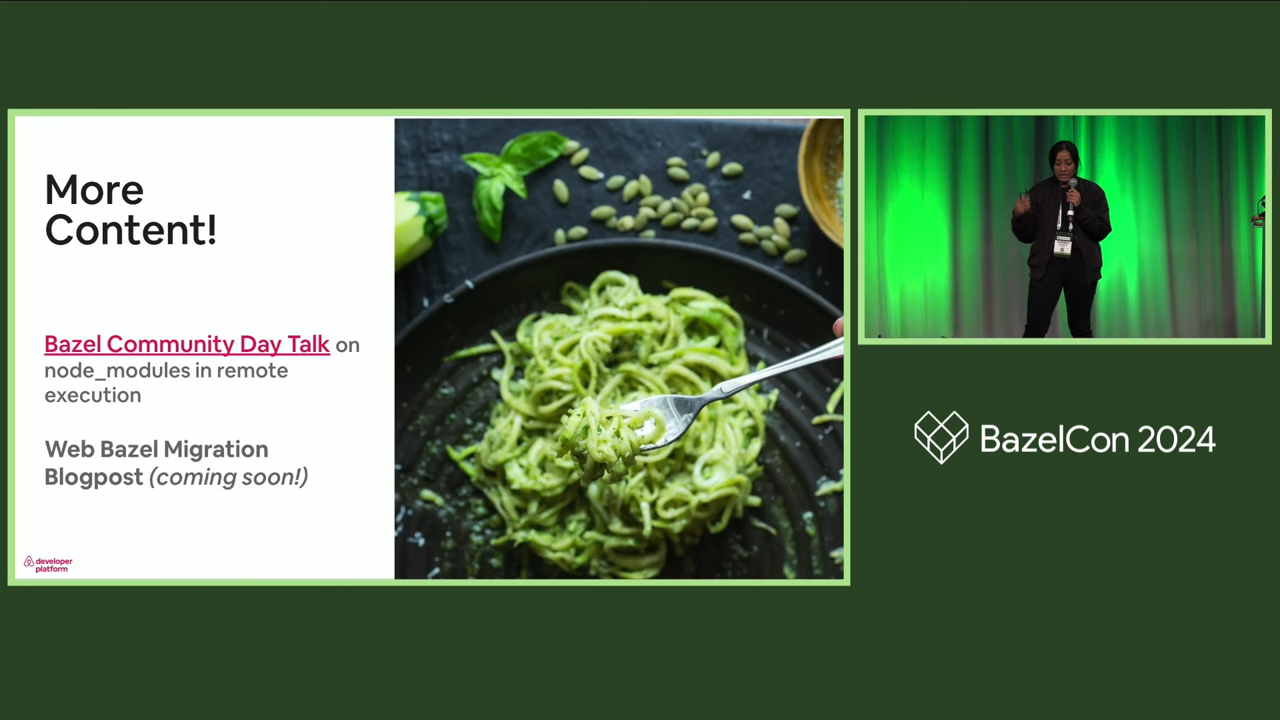 More
Content!
Bazel Community Day Talk on
node_modules in remote
execution
Web Bazel Migration
Blogpost (coming soon!)
developer
platform
BazelCon 2024